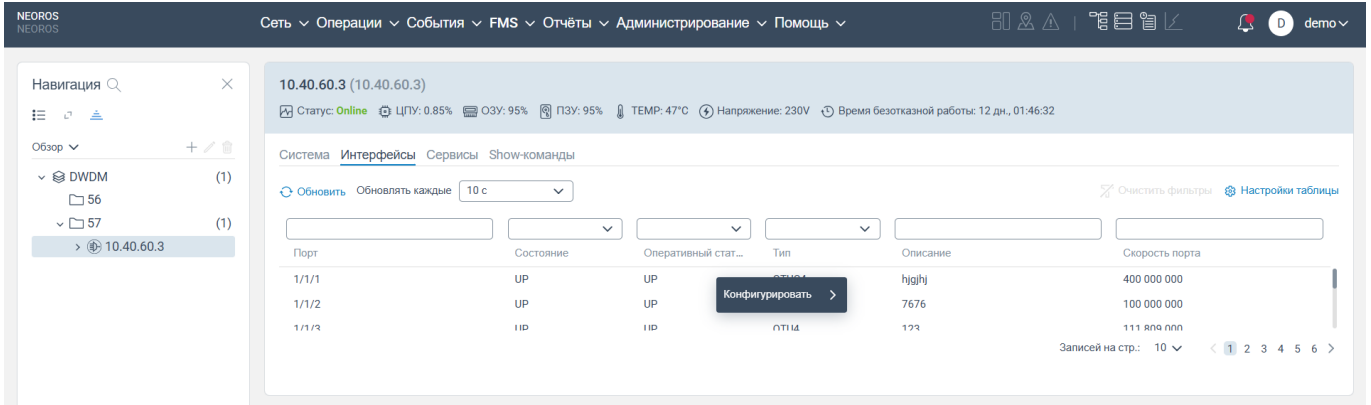 NEOROS
NEOROS
Сеть Операции События FMS Отчёты Администрирование Помощь
D demo
Навигация
Обзор
DWDM (1)
56
57 (1)
10.40.60.3
10.40.60.3 (10.40.60.3)
Статус: Online ЦПУ: 0.85% ОЗУ: 95% ПЗУ: 95% TEMP: 47°C Напряжение: 230V Время безотказной работы: 12 дн., 01:46:32
Система Интерфейсы Сервисы Show-команды
Обновить Обновлять каждые 10 с Очистить фильтры Настройки таблицы
Порт Состояние Оперативный стат... Тип Описание Скорость порта
1/1/1 UP UP hjgjhj 400 000 000
Конфигурировать
1/1/2 UP UP 7676 100 000 000
1/1/3 UP UP OTU4 123 111 809 000
Записей на стр.: 10 1 2 3 4 5 6